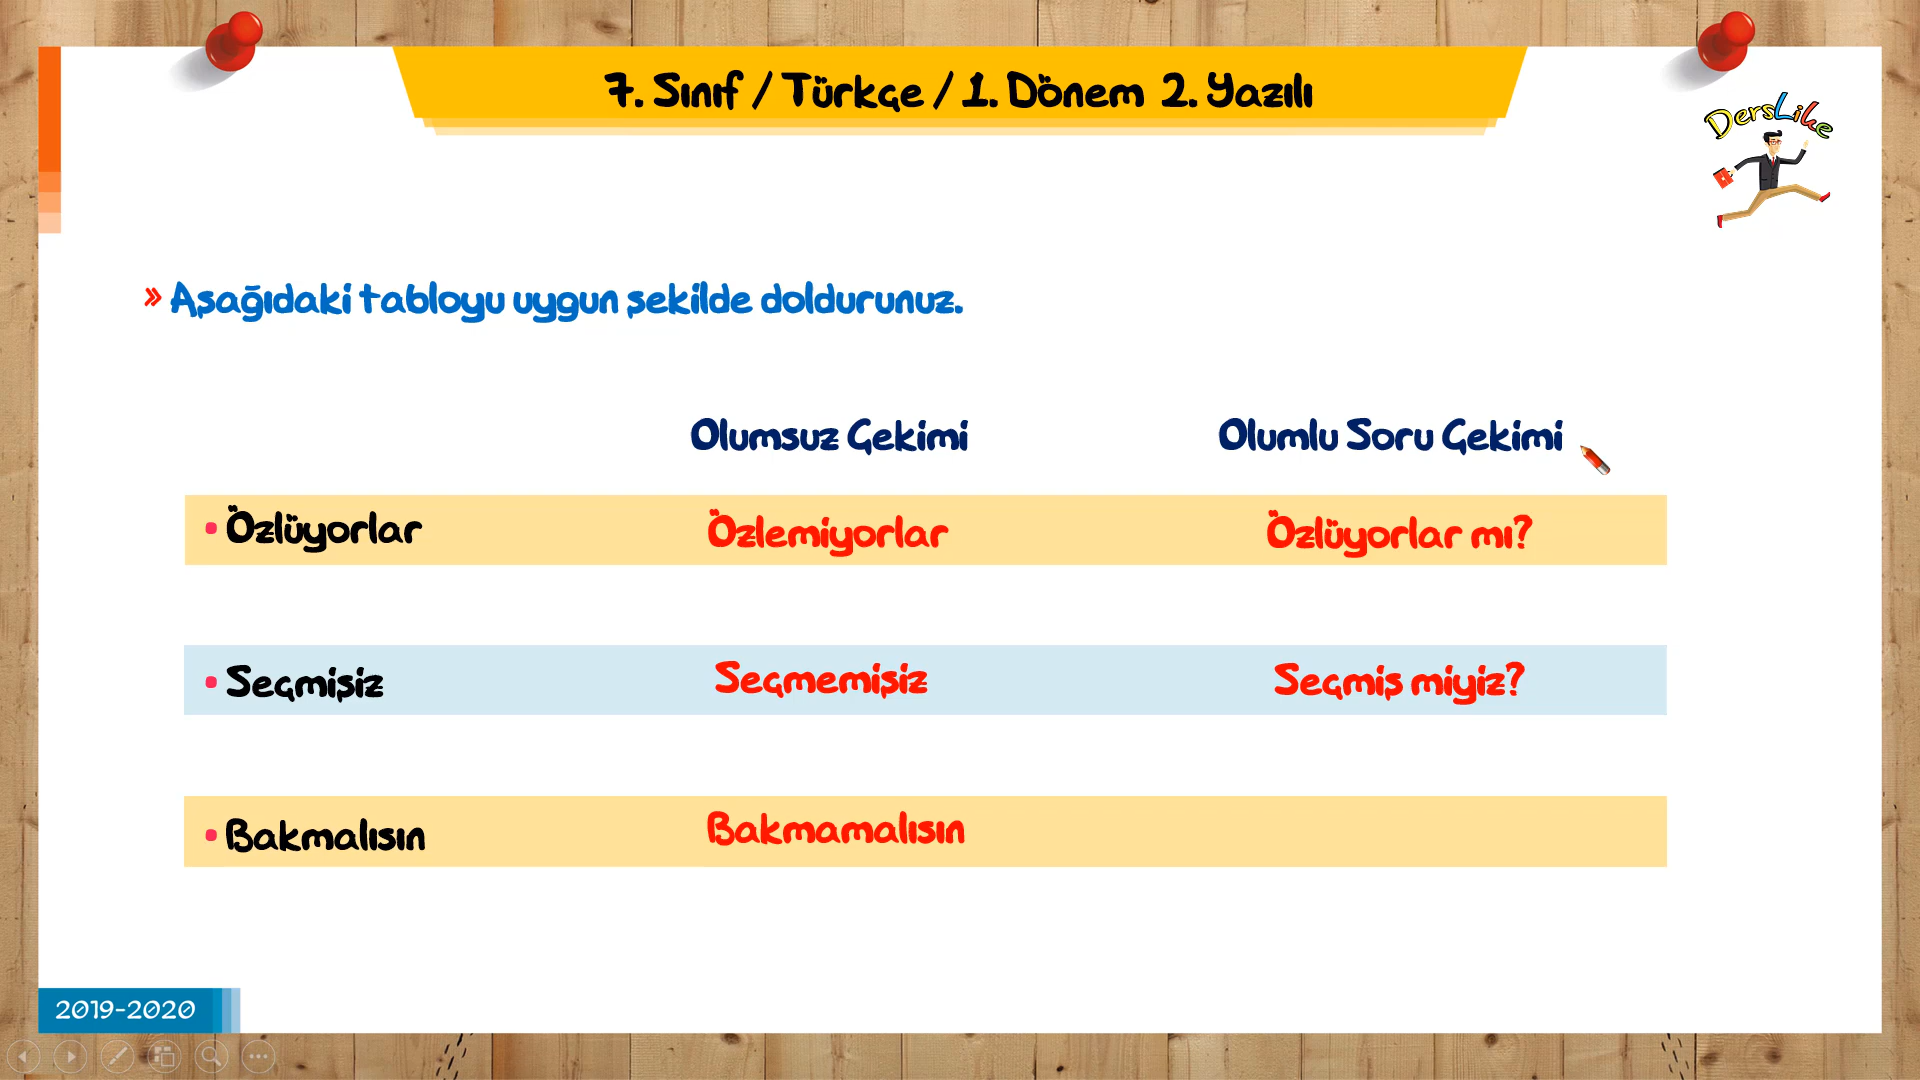 7. Sınıf / Türkçe / 1. Dönem 2. Yazılı
DersLike
» Aşağıdaki tabloyu uygun şekilde doldurunuz.
Olumsuz Çekimi Olumlu Soru Çekimi
• Özlüyorlar Özlemiyorlar Özlüyorlar mı?
• Seçmişiz Seçmemişiz Seçmiş miyiz?
• Bakmalısın Bakmamalısın
2019-2020